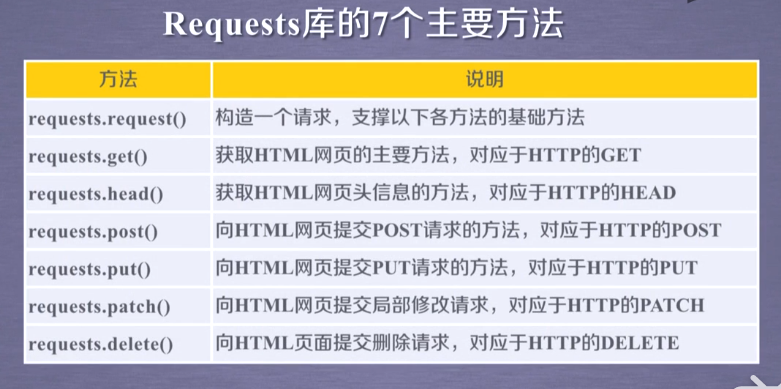 Requests库的7个主要方法
方法 说明
requests.request() 构造一个请求，支撑以下各方法的基础方法
requests.get() 获取HTML网页的主要方法，对应于HTTP的GET
requests.head() 获取HTML网页头信息的方法，对应于HTTP的HEAD
requests.post() 向HTML网页提交POST请求的方法，对应于HTTP的POST
requests.put() 向HTML网页提交PUT请求的方法，对应于HTTP的PUT
requests.patch() 向HTML网页提交局部修改请求，对应于HTTP的PATCH
requests.delete() 向HTML页面提交删除请求，对应于HTTP的DELETE